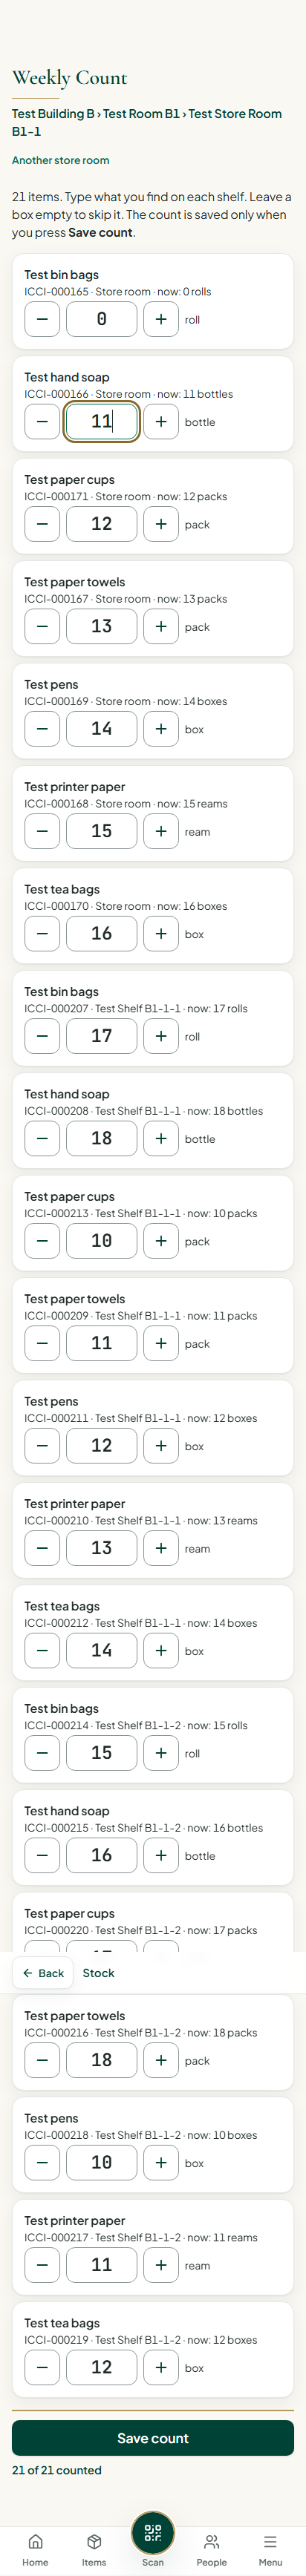 Weekly Count
Test Building B › Test Room B1 › Test Store Room
B1-1
Another store room
21 items. Type what you find on each shelf. Leave a
box empty to skip it. The count is saved only when
you press Save count.
Test bin bags
ICCI-000165 · Store room · now: 0 rolls
− 0 + roll
Test hand soap
ICCI-000166 · Store room · now: 11 bottles
− 11 + bottle
Test paper cups
ICCI-000171 · Store room · now: 12 packs
− 12 + pack
Test paper towels
ICCI-000167 · Store room · now: 13 packs
− 13 + pack
Test pens
ICCI-000169 · Store room · now: 14 boxes
− 14 + box
Test printer paper
ICCI-000168 · Store room · now: 15 reams
− 15 + ream
Test tea bags
ICCI-000170 · Store room · now: 16 boxes
− 16 + box
Test bin bags
ICCI-000207 · Test Shelf B1-1-1 · now: 17 rolls
− 17 + roll
Test hand soap
ICCI-000208 · Test Shelf B1-1-1 · now: 18 bottles
− 18 + bottle
Test paper cups
ICCI-000213 · Test Shelf B1-1-1 · now: 10 packs
− 10 + pack
Test paper towels
ICCI-000209 · Test Shelf B1-1-1 · now: 11 packs
− 11 + pack
Test pens
ICCI-000211 · Test Shelf B1-1-1 · now: 12 boxes
− 12 + box
Test printer paper
ICCI-000210 · Test Shelf B1-1-1 · now: 13 reams
− 13 + ream
Test tea bags
ICCI-000212 · Test Shelf B1-1-1 · now: 14 boxes
− 14 + box
Test bin bags
ICCI-000214 · Test Shelf B1-1-2 · now: 15 rolls
− 15 + roll
Test hand soap
ICCI-000215 · Test Shelf B1-1-2 · now: 16 bottles
− 16 + bottle
Test paper cups
ICCI-000220 · Test Shelf B1-1-2 · now: 17 packs
← Back Stock
Test paper towels
ICCI-000216 · Test Shelf B1-1-2 · now: 18 packs
− 18 + pack
Test pens
ICCI-000218 · Test Shelf B1-1-2 · now: 10 boxes
− 10 + box
Test printer paper
ICCI-000217 · Test Shelf B1-1-2 · now: 11 reams
− 11 + ream
Test tea bags
ICCI-000219 · Test Shelf B1-1-2 · now: 12 boxes
− 12 + box
Save count
21 of 21 counted
Home Items Scan People Menu